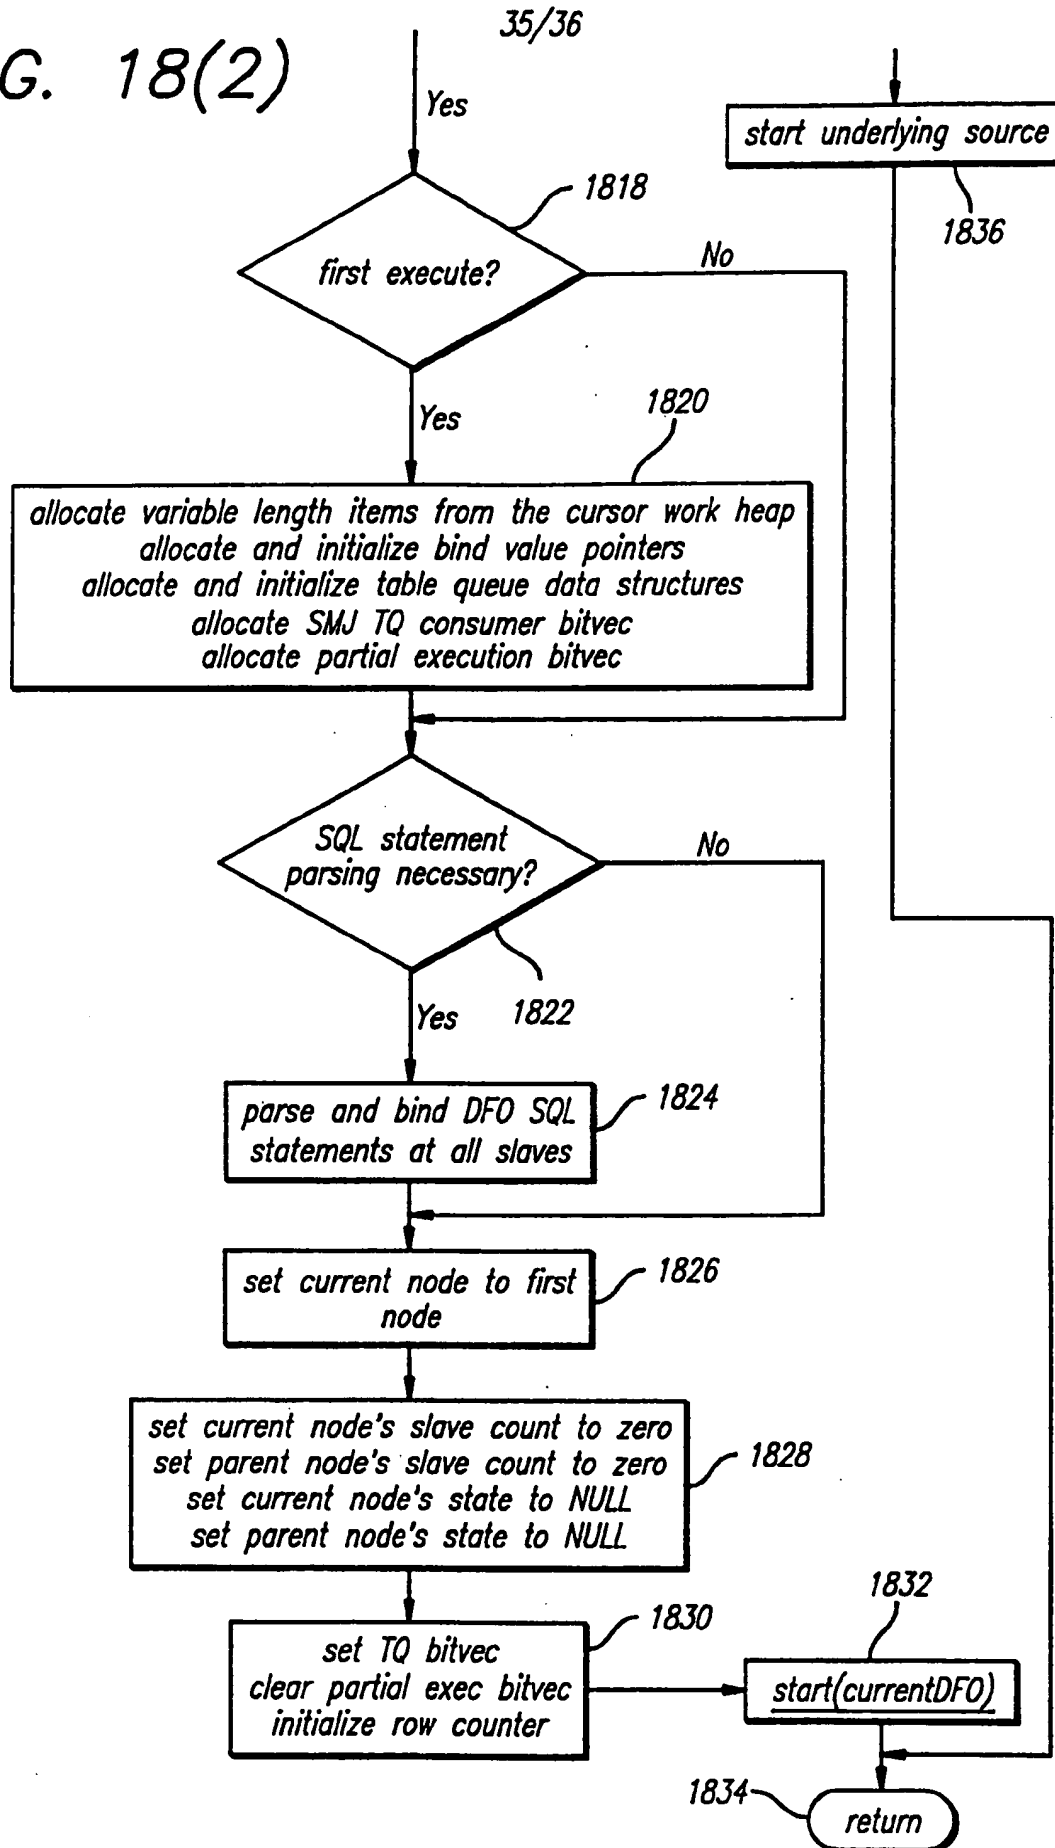 35/36
G. 18(2)
Yes
start underlying source
1836
1818
first execute?
No
Yes
1820
allocate variable length items from the cursor work heap
allocate and initialize bind value pointers
allocate and initialize table queue data structures
allocate SMJ TQ consumer bitvec
allocate partial execution bitvec
SQL statement
parsing necessary?
No
1822
Yes
parse and bind DFO SQL
statements at all slaves
1824
set current node to first
node
1826
set current node's slave count to zero
set parent node's slave count to zero
set current node's state to NULL
set parent node's state to NULL
1828
set TQ bitvec
clear partial exec bitvec
initialize row counter
1830
1832
start(currentDFO)
1834
return